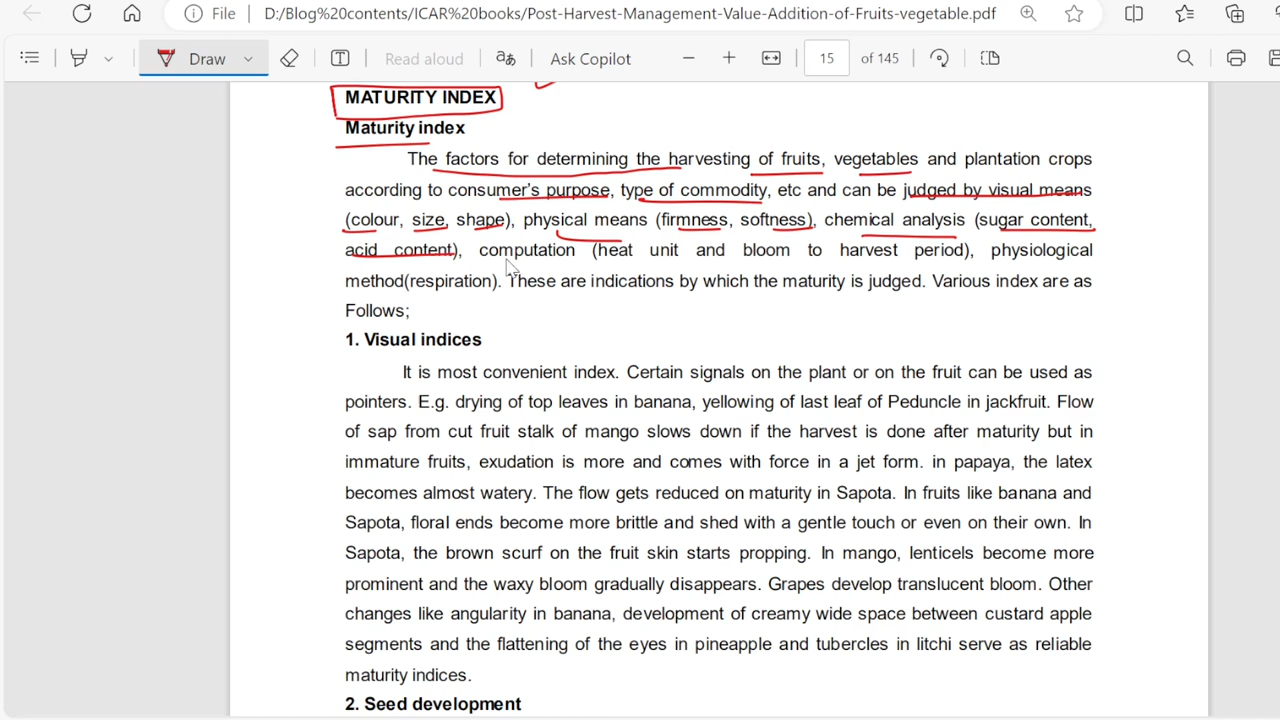 File D:/Blog%20contents/ICAR%20books/Post-Harvest-Management-Value-Addition-of-Fruits-vegetable.pdf
Draw Read aloud aあ Ask Copilot 15 of 145
MATURITY INDEX
Maturity index
The factors for determining the harvesting of fruits, vegetables and plantation crops
according to consumer's purpose, type of commodity, etc and can be judged by visual means
(colour, size, shape), physical means (firmness, softness), chemical analysis (sugar content,
acid content), computation (heat unit and bloom to harvest period), physiological
method(respiration). These are indications by which the maturity is judged. Various index are as
Follows;
1. Visual indices
It is most convenient index. Certain signals on the plant or on the fruit can be used as
pointers. E.g. drying of top leaves in banana, yellowing of last leaf of Peduncle in jackfruit. Flow
of sap from cut fruit stalk of mango slows down if the harvest is done after maturity but in
immature fruits, exudation is more and comes with force in a jet form. in papaya, the latex
becomes almost watery. The flow gets reduced on maturity in Sapota. In fruits like banana and
Sapota, floral ends become more brittle and shed with a gentle touch or even on their own. In
Sapota, the brown scurf on the fruit skin starts propping. In mango, lenticels become more
prominent and the waxy bloom gradually disappears. Grapes develop translucent bloom. Other
changes like angularity in banana, development of creamy wide space between custard apple
segments and the flattening of the eyes in pineapple and tubercles in litchi serve as reliable
maturity indices.
2. Seed development